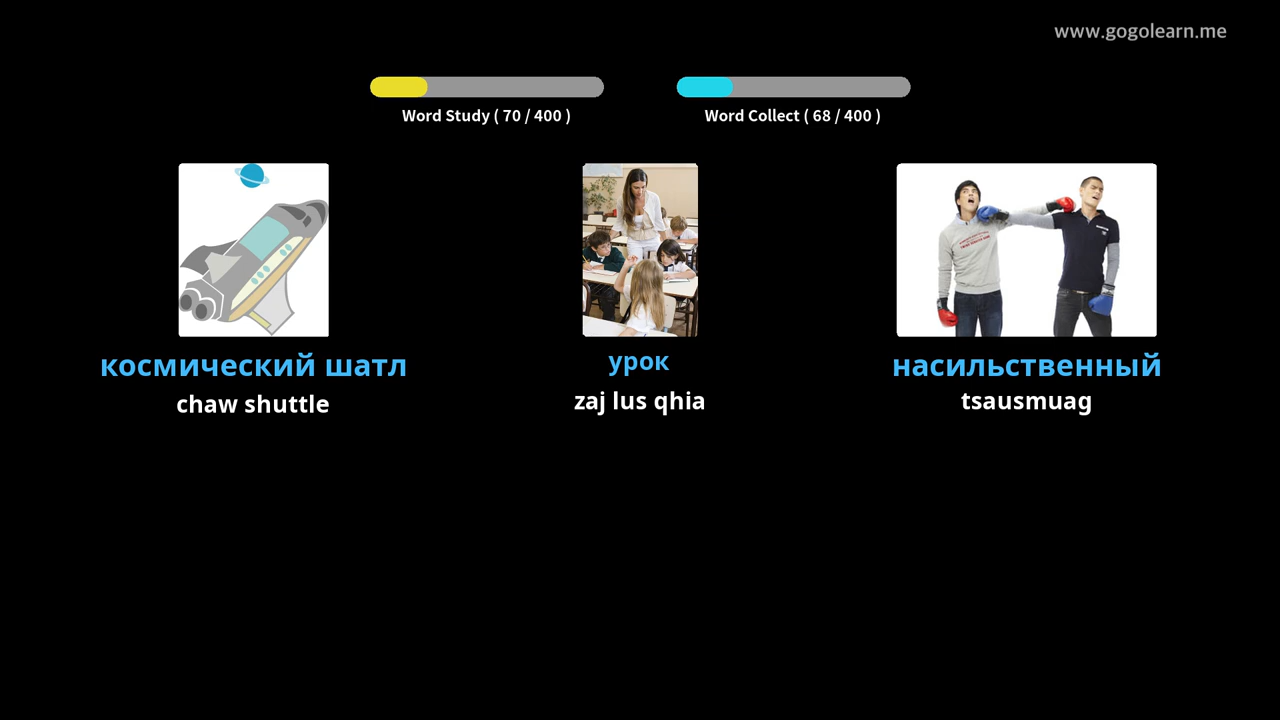 www.gogolearn.me
Word Study ( 70 / 400 )
Word Collect ( 68 / 400 )
космический шатл
chaw shuttle
урок
zaj lus qhia
насильственный
tsausmuag